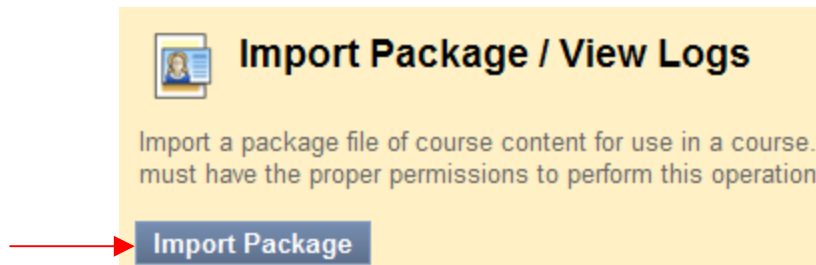 Import Package / View Logs
Import a package file of course content for use in a course.
must have the proper permissions to perform this operation
Import Package